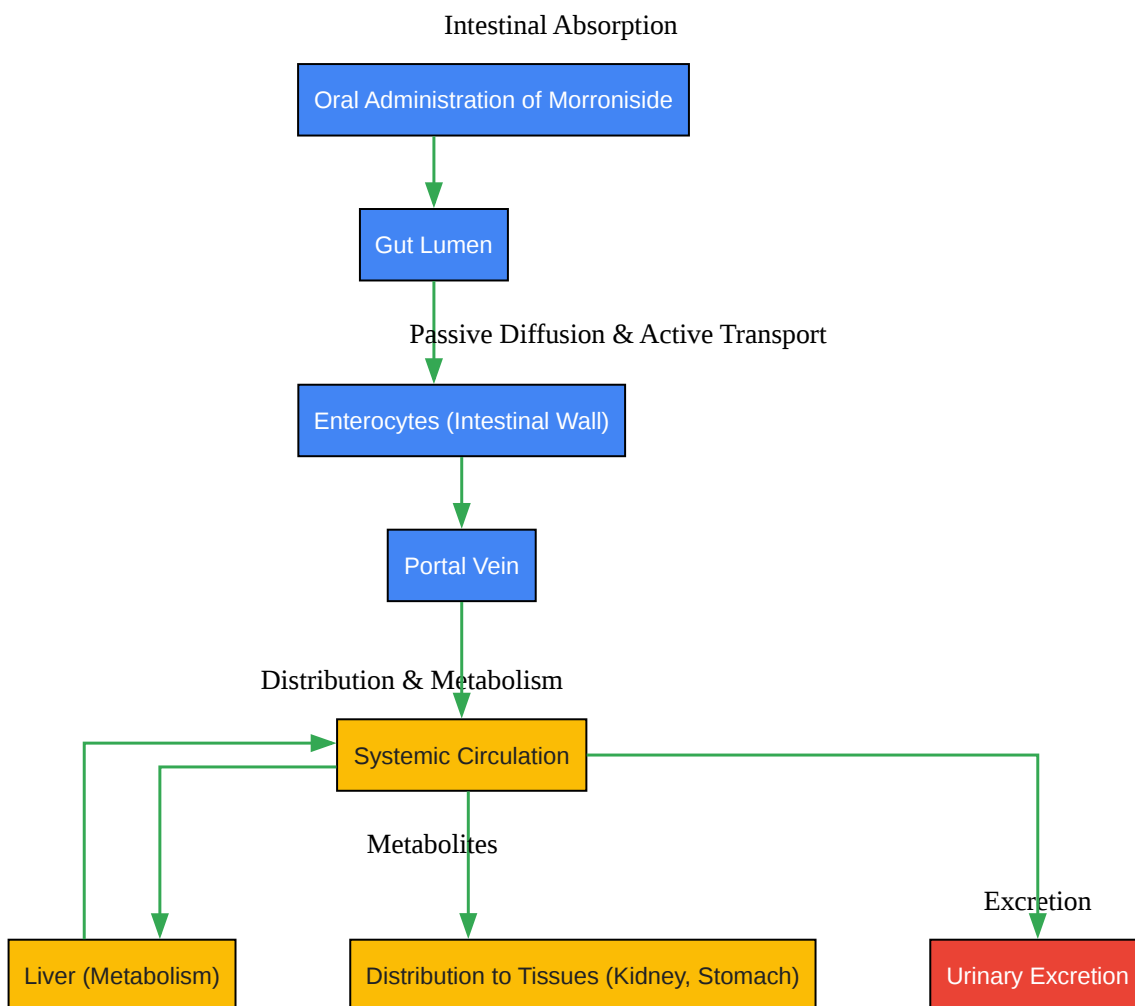 Intestinal Absorption
Oral Administration of Morroniside
Gut Lumen
Passive Diffusion & Active Transport
Enterocytes (Intestinal Wall)
Portal Vein
Distribution & Metabolism
Systemic Circulation
Metabolites
Excretion
Liver (Metabolism)
Distribution to Tissues (Kidney, Stomach)
Urinary Excretion